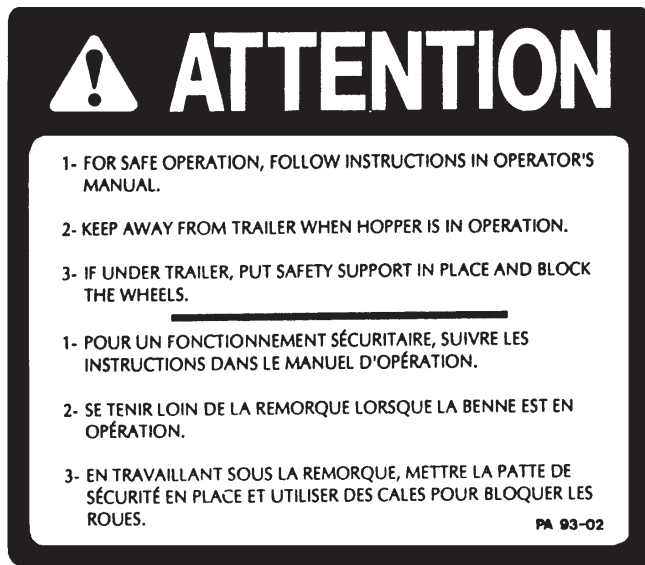 ATTENTION
1- FOR SAFE OPERATION, FOLLOW INSTRUCTIONS IN OPERATOR'S
MANUAL.
2- KEEP AWAY FROM TRAILER WHEN HOPPER IS IN OPERATION.
3- IF UNDER TRAILER, PUT SAFETY SUPPORT IN PLACE AND BLOCK
THE WHEELS.
1- POUR UN FONCTIONNEMENT SÉCURITAIRE, SUIVRE LES
INSTRUCTIONS DANS LE MANUEL D'OPÉRATION.
2- SE TENIR LOIN DE LA REMORQUE LORSQUE LA BENNE EST EN
OPÉRATION.
3- EN TRAVAILLANT SOUS LA REMORQUE, METTRE LA PATTE DE
SÉCURITÉ EN PLACE ET UTILISER DES CALES POUR BLOQUER LES
ROUES.
PA 93-02